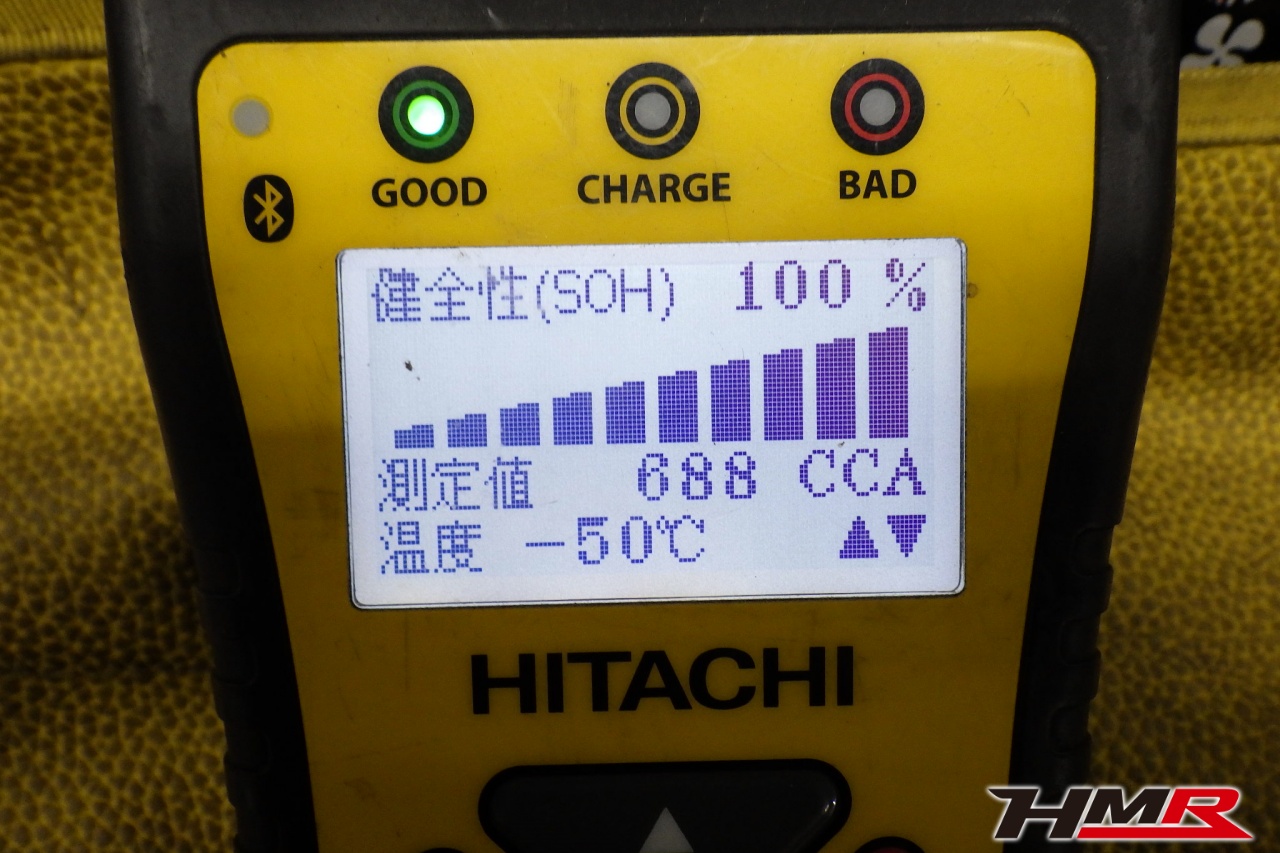 GOOD CHARGE BAD
健全性(SOH) 100 %
測定値 688 CCA
温度 -50℃ ▲▼
HITACHI
HMR